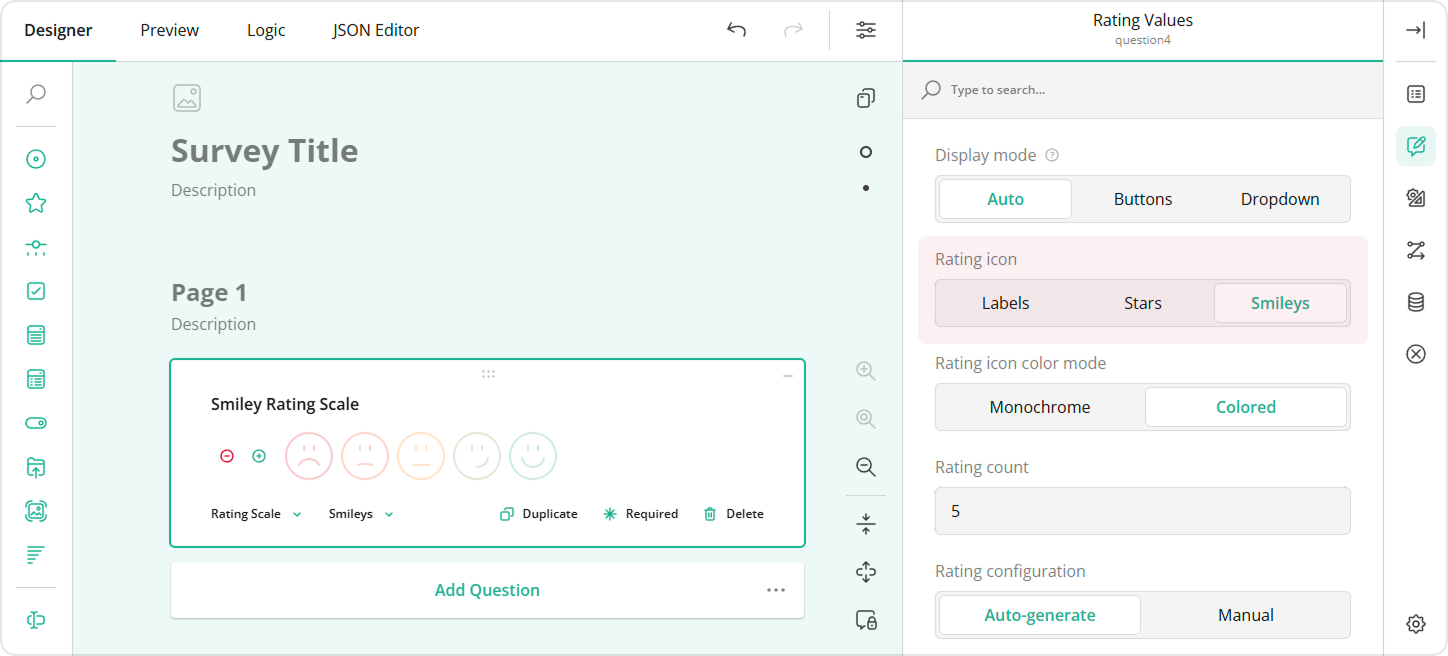 Designer
Preview
Logic
JSON Editor
Survey Title
Description
Page 1
Description
Smiley Rating Scale
Rating Scale
Smileys
Duplicate
Required
Delete
Add Question
Rating Values
question4
Type to search...
Display mode
Auto
Buttons
Dropdown
Rating icon
Labels
Stars
Smileys
Rating icon color mode
Monochrome
Colored
Rating count
5
Rating configuration
Auto-generate
Manual